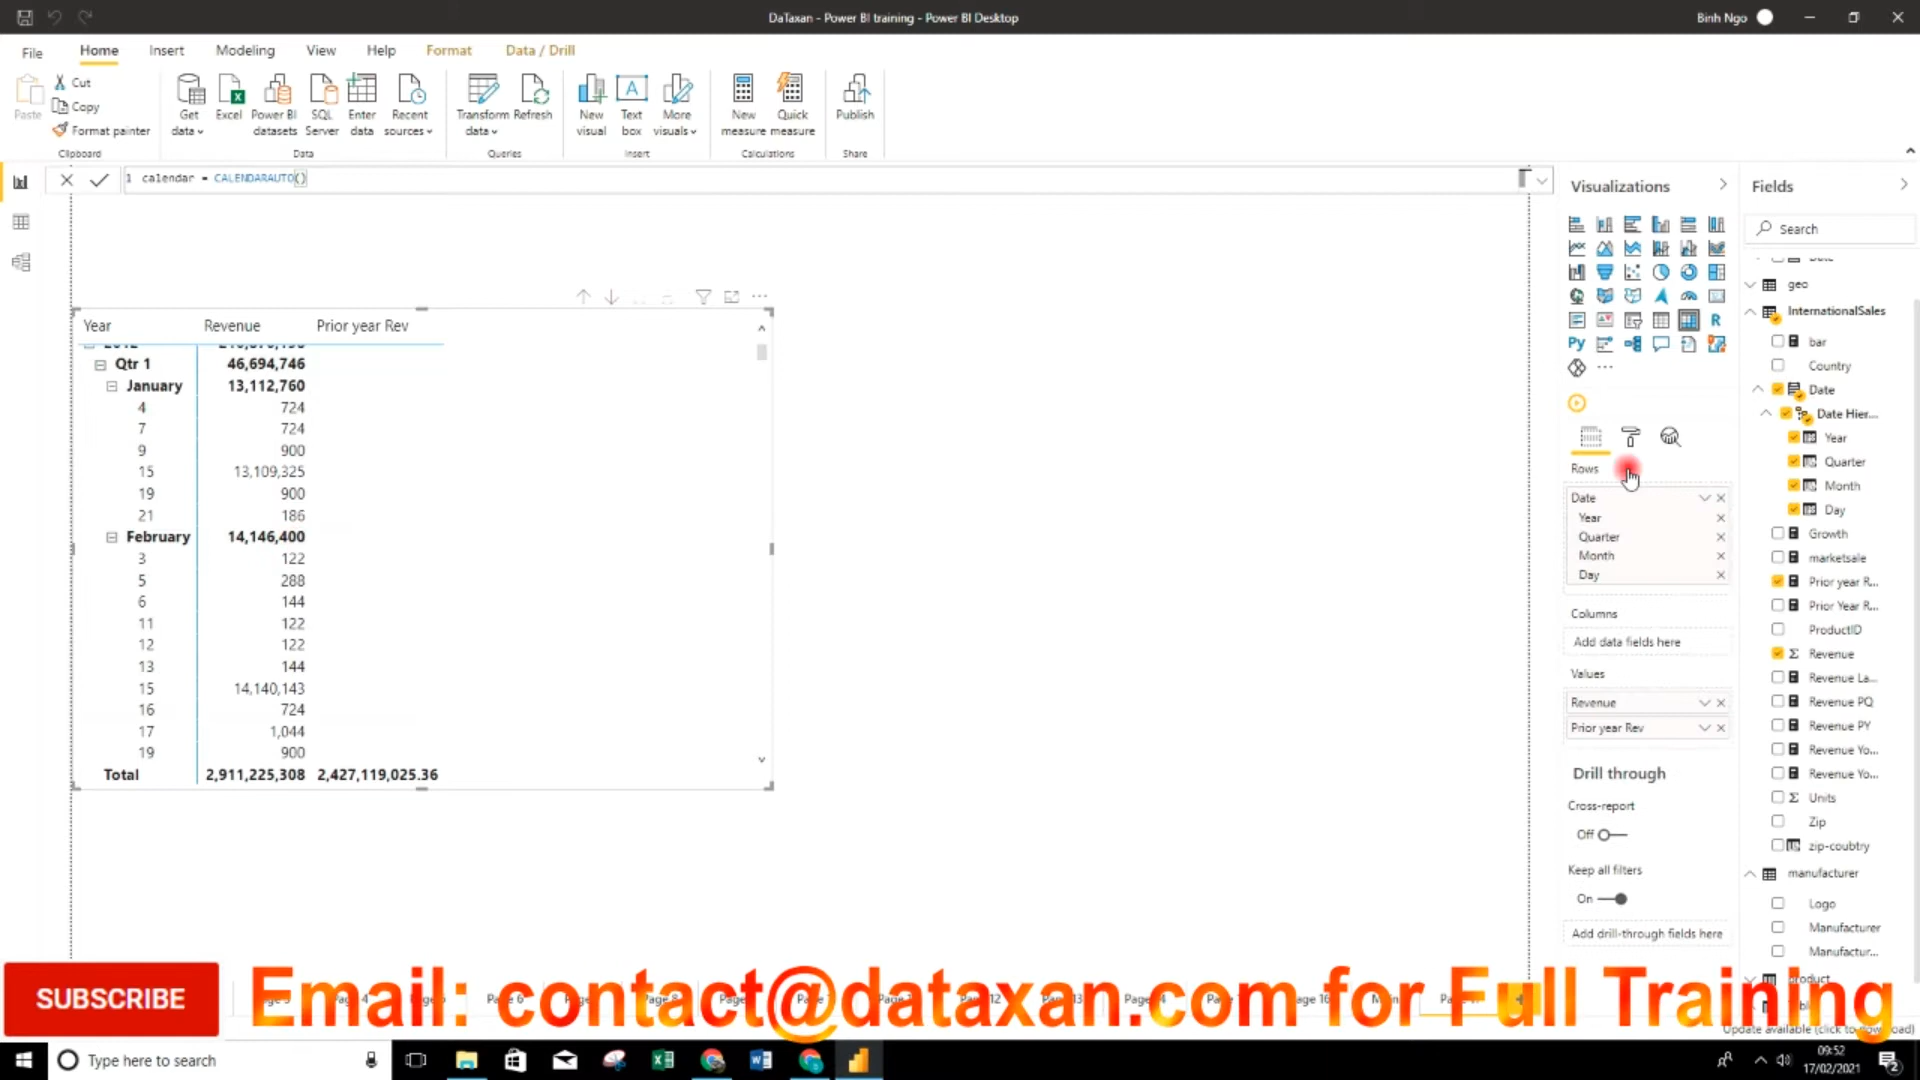 DaTaxan - Power BI training - Power BI Desktop
Binh Ngo
File Home Insert Modeling View Help Format Data / Drill
Paste
Cut
Copy
Format painter
Clipboard
Get data
Excel
Power BI datasets
SQL Server
Enter data
Recent sources
Data
Transform data
Refresh
Queries
New visual
Text box
More visuals
Insert
New measure
Quick measure
Calculations
Publish
Share
1 calendar = CALENDARAUTO()
Year Revenue Prior year Rev
Qtr 1 46,694,746
January 13,112,760
4 724
7 724
9 900
15 13,109,325
19 900
21 186
February 14,146,400
3 122
5 288
6 144
11 122
12 122
13 144
15 14,140,143
16 724
17 1,044
19 900
Total 2,911,225,308 2,427,119,025.36
Visualizations
R
Py
Rows
Date
Year
Quarter
Month
Day
Columns
Add data fields here
Values
Revenue
Prior year Rev
Drill through
Cross-report
Off
Keep all filters
On
Add drill-through fields here
Fields
Search
geo
InternationalSales
bar
Country
Date
Date Hier...
Year
Quarter
Month
Day
Growth
marketsale
Prior year R...
Prior Year R...
ProductID
Revenue
Revenue La...
Revenue PQ
Revenue PY
Revenue Yo...
Revenue Yo...
Units
Zip
zip-coubtry
manufacturer
Logo
Manufacturer
Manufactur...
product
SUBSCRIBE
Email: contact@dataxan.com for Full Training
Page 6
Update available (click to download)
Type here to search
09:52
17/02/2021
2